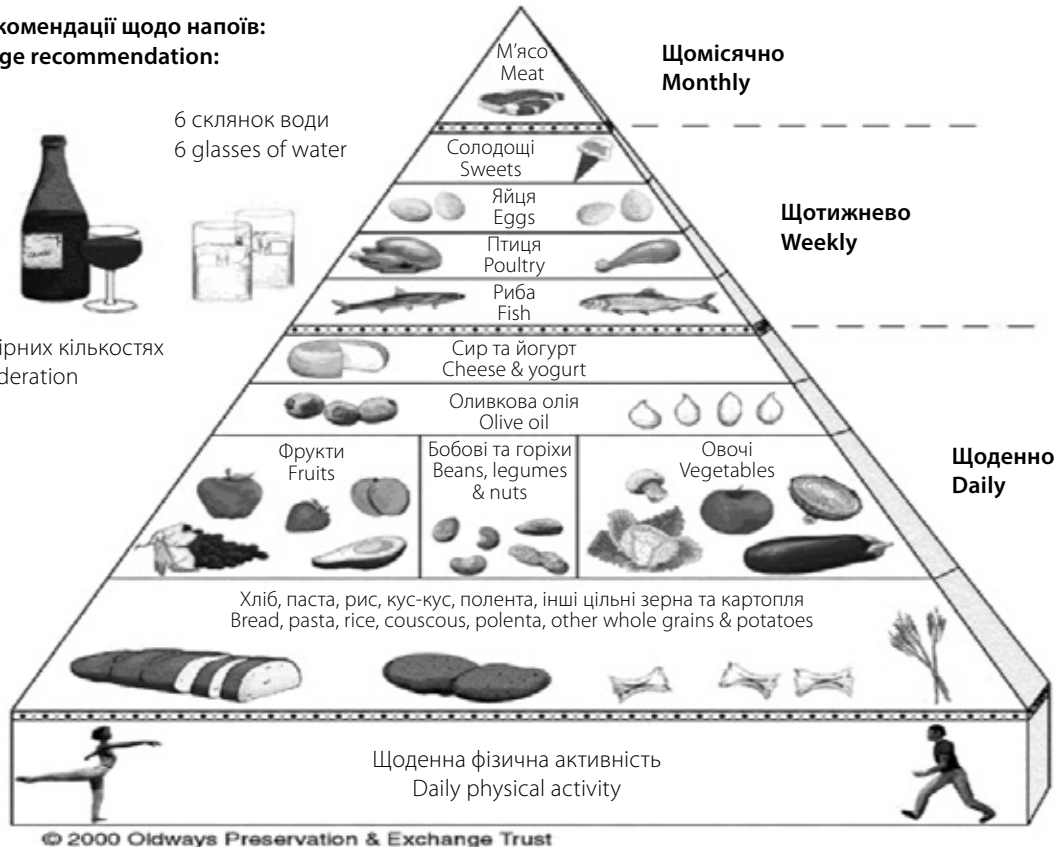 комендації щодо напоїв:
ge recommendation:
6 склянок води
6 glasses of water
ірних кількостях
deration
М'ясо
Meat
Щомісячно
Monthly
Солодощі
Sweets
Яйця
Eggs
Птиця
Poultry
Риба
Fish
Щотижнево
Weekly
Сир та йогурт
Cheese & yogurt
Оливкова олія
Olive oil
Фрукти
Fruits
Бобові та горіхи
Beans, legumes
& nuts
Овочі
Vegetables
Щоденно
Daily
Хліб, паста, рис, кус-кус, полента, інші цільні зерна та картопля
Bread, pasta, rice, couscous, polenta, other whole grains & potatoes
Щоденна фізична активність
Daily physical activity
© 2000 Oldways Preservation & Exchange Trust